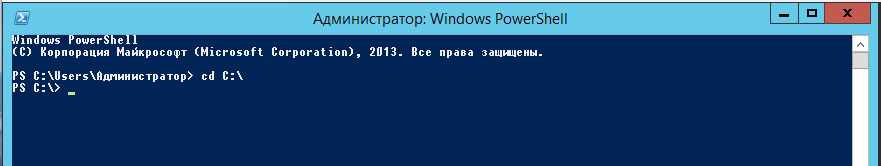 Администратор: Windows PowerShell
Windows PowerShell
(C) Корпорация Майкрософт (Microsoft Corporation), 2013. Все права защищены.
PS C:\Users\Администратор> cd C:\
PS C:\> _